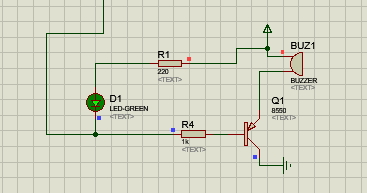 R1
220
<TEXT>
BUZ1
BUZZER
<TEXT>
D1
LED-GREEN
<TEXT>
R4
1k
<TEXT>
Q1
8550
<TEXT>